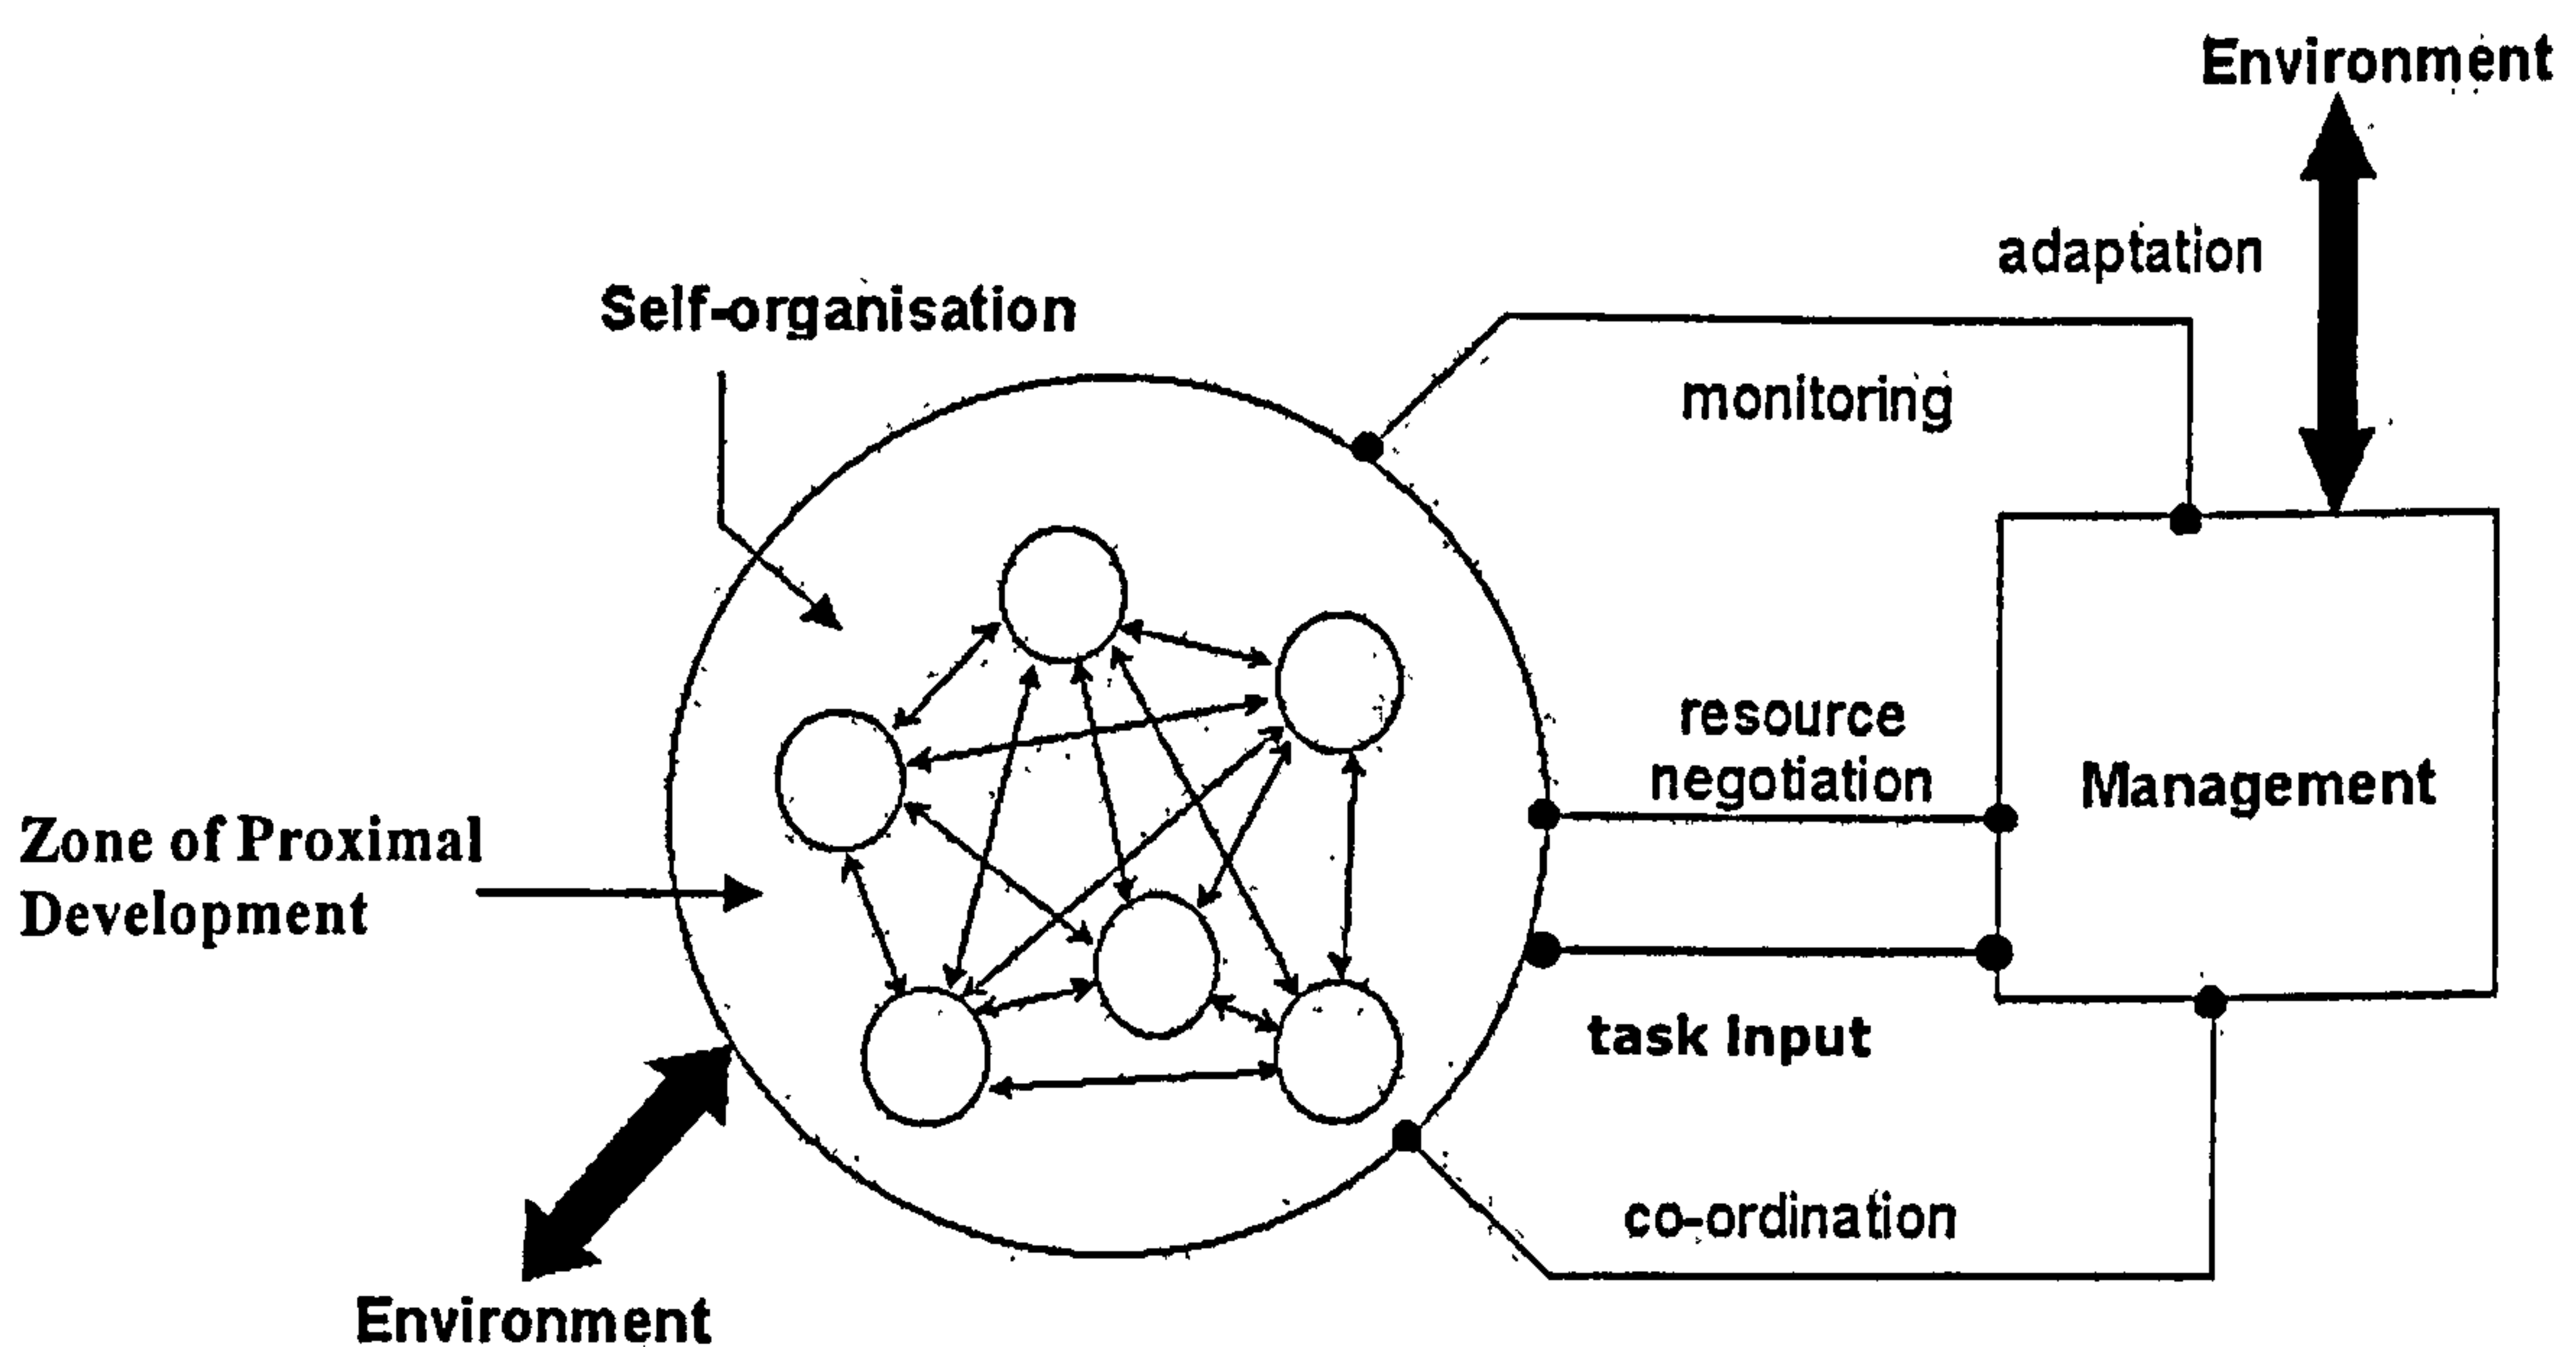 Environment
adaptation
Self-organisation
monitoring
resource
negotiation
Management
Zone of Proximal
Development
task Input
co-ordination
Environment